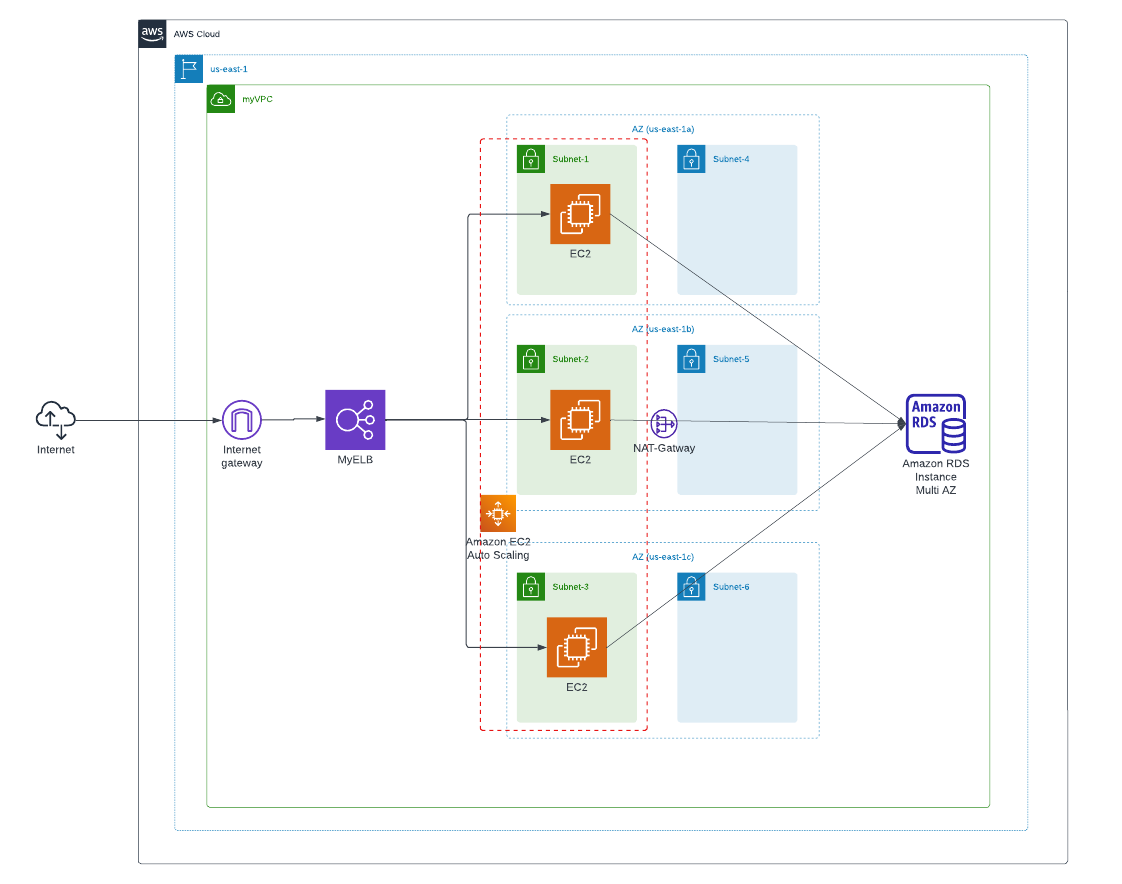 aws
AWS Cloud
us-east-1
myVPC
AZ (us-east-1a)
Subnet-1
Subnet-4
EC2
AZ (us-east-1b)
Subnet-2
Subnet-5
Internet
Internet
gateway
MyELB
EC2
NAT-Gatway
Amazon
RDS
Amazon RDS
Instance
Multi AZ
Amazon EC2
Auto Scaling
AZ (us-east-1c)
Subnet-3
Subnet-6
EC2